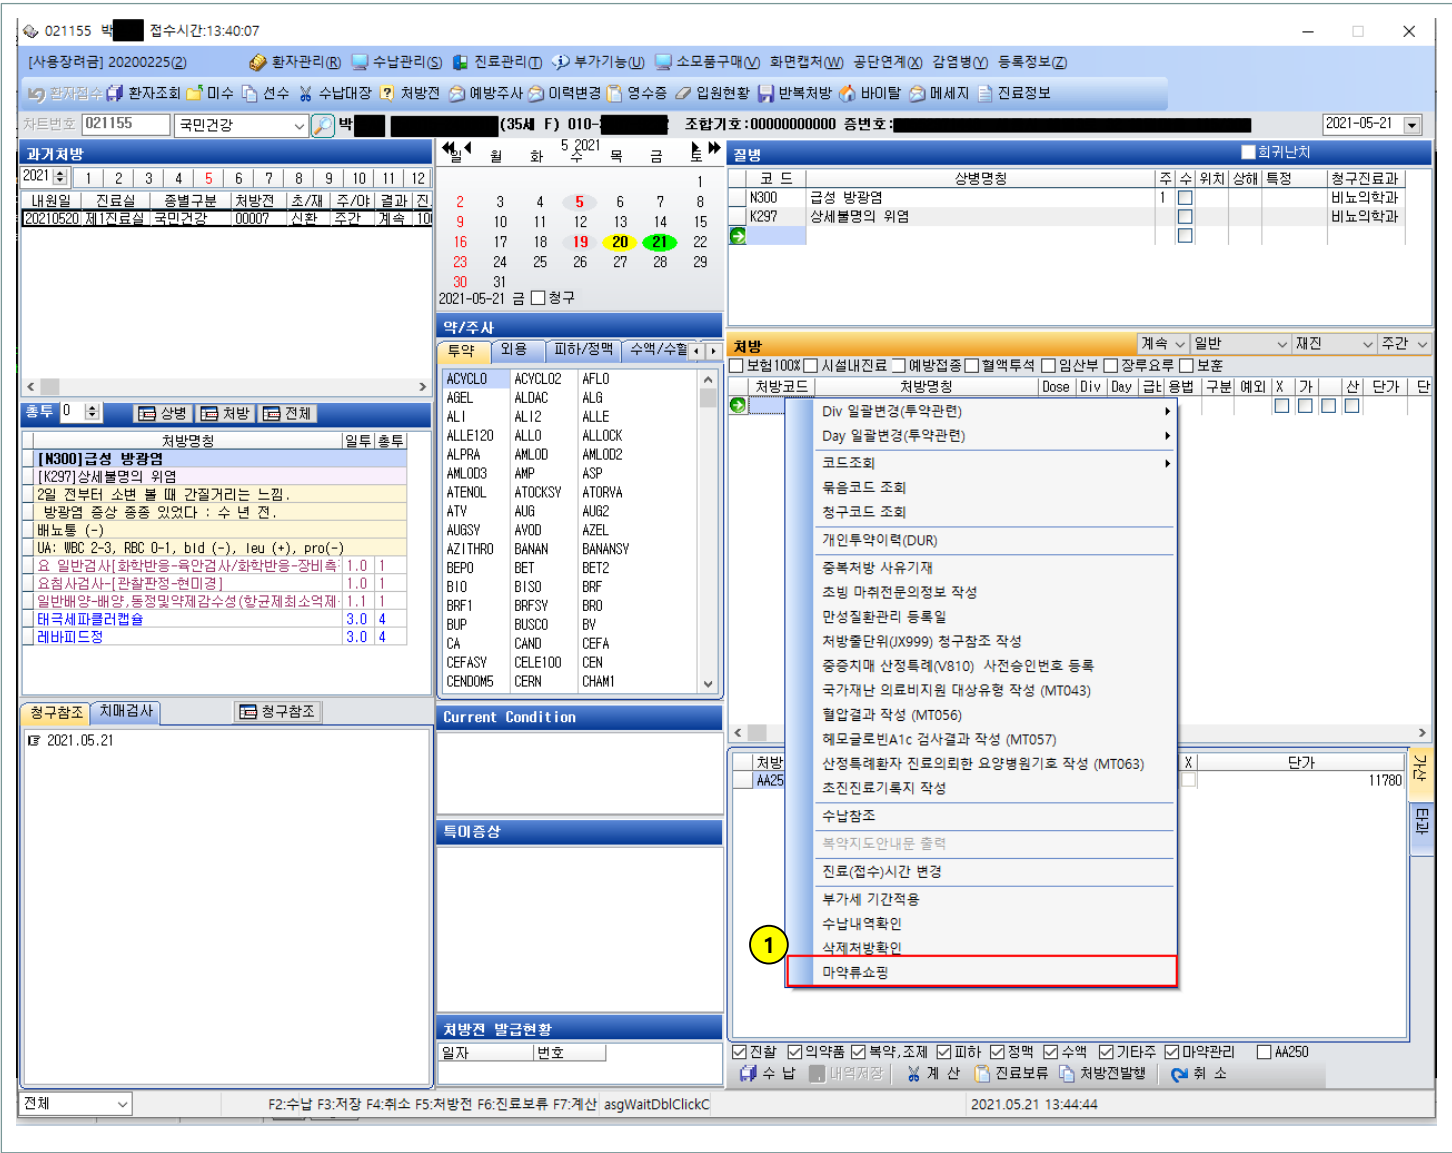 021155 박 접수시간:13:40:07
[사용장려금] 20200225(2) 환자관리(R) 수납관리(S) 진료관리(T) 부가기능(U) 소모품구매(V) 화면캡처(W) 공단연계(X) 감염병(Y) 등록정보(Z)
환자접수 환자조회 미수 선수 수납대장 처방전 예방주사 이력변경 영수증 입원현황 반복처방 바이탈 메세지 진료정보
차트번호 021155 국민건강 박 (35세 F) 010- 조합기호:00000000000 증번호: 2021-05-21
과거처방
2021 1 2 3 4 5 6 7 8 9 10 11 12
내원일 진료실 종별구분 처방전 초/재 주/야 결과 진
20210520 제1진료실 국민건강 00007 신환 주간 계속 10
총투 0 상병 처방 전체
처방명칭 일투 총투
[N300]급성 방광염
[K297]상세불명의 위염
2일 전부터 소변 볼 때 간질거리는 느낌.
방광염 증상 종종 있었다 : 수 년 전.
배뇨통 (-)
UA: WBC 2-3, RBC 0-1, bld (-), leu (+), pro(-)
요 일반검사[화학반응-육안검사/화학반응-장비측 1.0 1
요침사검사-[관찰판정-현미경] 1.0 1
일반배양-배양,동정및약제감수성(항균제최소억제 1.1 1
태극세파클러캡슐 3.0 4
레바피드정 3.0 4
청구참조 치매검사 청구참조
2021.05.21
5 2021
일 월 화 수 목 금 토
1
2 3 4 5 6 7 8
9 10 11 12 13 14 15
16 17 18 19 20 21 22
23 24 25 26 27 28 29
30 31
2021-05-21 금 청구
약/주사
투약 외용 피하/정맥 수액/수혈
ACYCLO ACYCLO2 AFLO
AGEL ALDAC ALG
ALI ALI2 ALLE
ALLE120 ALLO ALLOCK
ALPRA AMLOD AMLOD2
AMLOD3 AMP ASP
ATENOL ATOCKSY ATORVA
ATV AUG AUG2
AUGSY AVOD AZEL
AZITHRO BANAN BANANSY
BEPO BET BET2
BIO BISO BRF
BRF1 BRFSY BRO
BUP BUSCO BV
CA CAND CEFA
CEFASY CELE100 CEN
CENDOM5 CERN CHAM1
Current Condition
특이증상
처방전 발급현황
일자 번호
질병 희귀난치
코 드 상병명칭 주 수 위치 상해 특정 청구진료과
N300 급성 방광염 1 비뇨의학과
K297 상세불명의 위염 비뇨의학과
처방 계속 일반 재진 주간
보험100% 시설내진료 예방접종 혈액투석 임산부 장루요루 보훈
처방코드 처방명칭 Dose Div Day 급 용법 구분 예외 X 가 산 단가 단
Div 일괄변경(투약관련)
Day 일괄변경(투약관련)
코드조회
묶음코드 조회
청구코드 조회
개인투약이력(DUR)
중복처방 사유기재
초빙 마취전문의정보 작성
만성질환관리 등록일
처방줄단위(JX999) 청구참조 작성
중증치매 산정특례(V810) 사전승인번호 등록
국가재난 의료비지원 대상유형 작성 (MT043)
혈압결과 작성 (MT056)
헤모글로빈A1c 검사결과 작성 (MT057)
산정특례환자 진료의뢰한 요양병원기호 작성 (MT063)
초진진료기록지 작성
수납참조
복약지도안내문 출력
진료(접수)시간 변경
부가세 기간적용
수납내역확인
삭제처방확인
1
마약류쇼핑
처방 X 단가
AA25 11780
가산
타과
진찰 의약품 복약,조제 피하 정맥 수액 기타주 마약관리 AA250
수 납 내역저장 계 산 진료보류 처방전발행 취 소
전체 F2:수납 F3:저장 F4:취소 F5:처방전 F6:진료보류 F7:계산 asgWaitDblClickC 2021.05.21 13:44:44